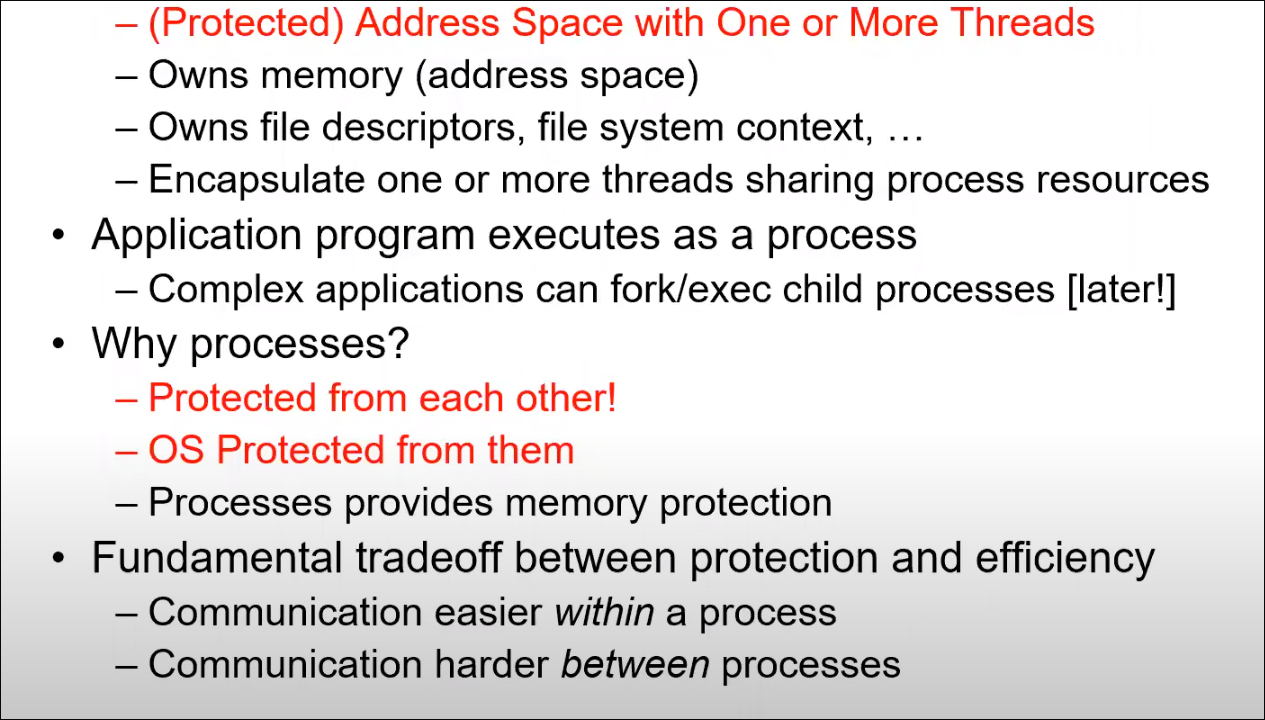 – (Protected) Address Space with One or More Threads
– Owns memory (address space)
– Owns file descriptors, file system context, …
– Encapsulate one or more threads sharing process resources
• Application program executes as a process
– Complex applications can fork/exec child processes [later!]
• Why processes?
– Protected from each other!
– OS Protected from them
– Processes provides memory protection
• Fundamental tradeoff between protection and efficiency
– Communication easier within a process
– Communication harder between processes